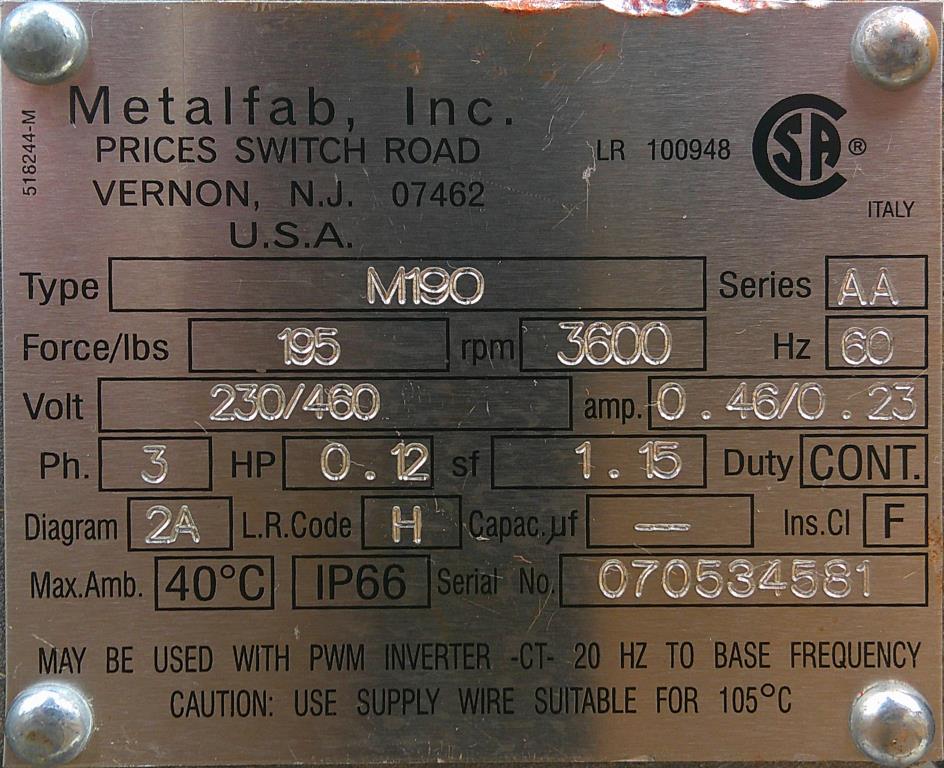 Metalfab, Inc.
PRICES SWITCH ROAD
VERNON, N.J. 07462
U.S.A.
518244-M
LR 100948
CSA ®
ITALY
Type M190 Series AA
Force/lbs 195 rpm 3600 Hz 60
Volt 230/460 amp. 0.46/0.23
Ph. 3 HP 0.12 sf 1.15 Duty CONT.
Diagram 2A L.R.Code H Capac.µf — Ins.Cl F
Max.Amb. 40°C IP66 Serial No. 070534581
MAY BE USED WITH PWM INVERTER -CT- 20 HZ TO BASE FREQUENCY
CAUTION: USE SUPPLY WIRE SUITABLE FOR 105°C